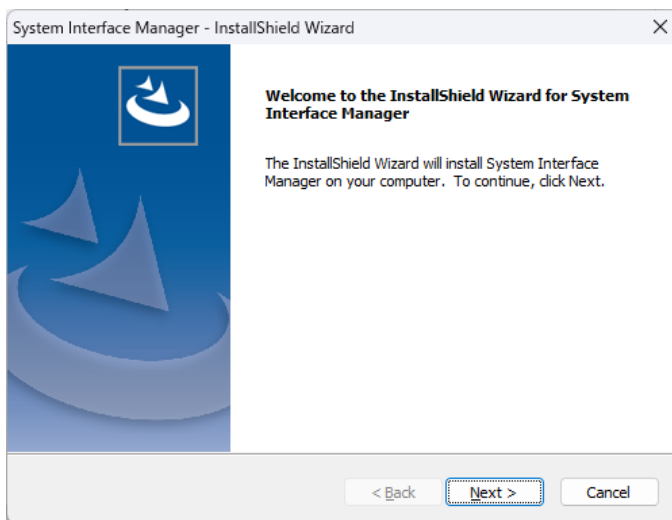 System Interface Manager - InstallShield Wizard
Welcome to the InstallShield Wizard for System
Interface Manager
The InstallShield Wizard will install System Interface
Manager on your computer.  To continue, click Next.
< Back
Next >
Cancel